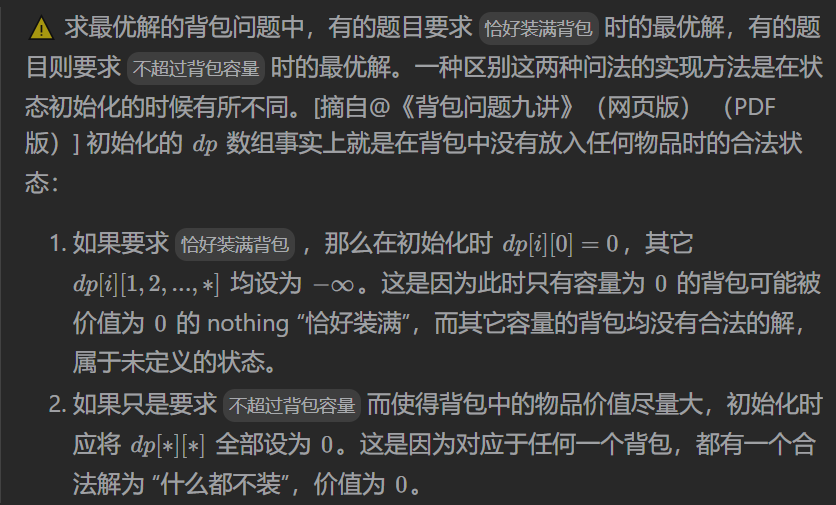 ⚠ 求最优解的背包问题中，有的题目要求 恰好装满背包 时的最优解，有的题
目则要求 不超过背包容量 时的最优解。一种区别这两种问法的实现方法是在状
态初始化的时候有所不同。[摘自@《背包问题九讲》（网页版） （PDF
版）] 初始化的 dp 数组事实上就是在背包中没有放入任何物品时的合法状
态：
1. 如果要求 恰好装满背包 ，那么在初始化时 dp[i][0] = 0，其它
dp[i][1, 2, ..., *] 均设为 −∞。这是因为此时只有容量为 0 的背包可能被
价值为 0 的 nothing “恰好装满”，而其它容量的背包均没有合法的解，
属于未定义的状态。
2. 如果只是要求 不超过背包容量 而使得背包中的物品价值尽量大，初始化时
应将 dp[*][*] 全部设为 0。这是因为对应于任何一个背包，都有一个合
法解为 “什么都不装”，价值为 0。